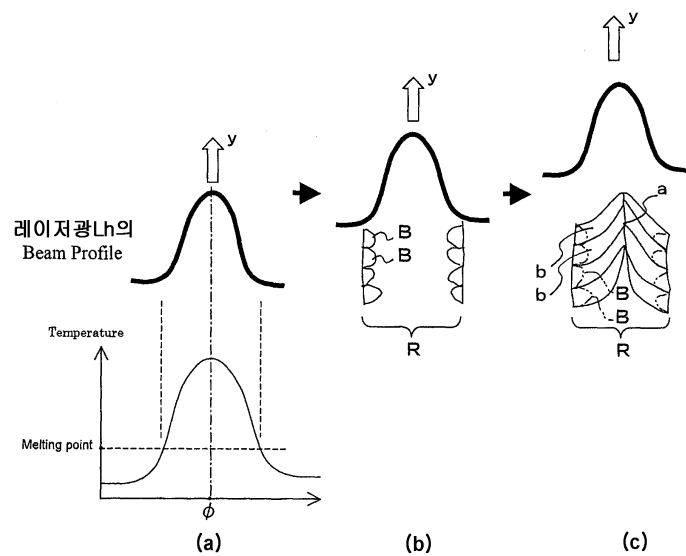 y
y
y
레이저광Lh의
Beam Profile
B
B
R
a
b
b
B
B
R
Temperature
Melting point
ϕ
(a)
(b)
(c)